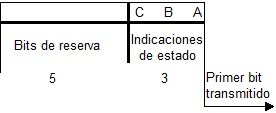 C B A
Bits de reserva
Indicaciones
de estado
5
3
Primer bit
transmitido